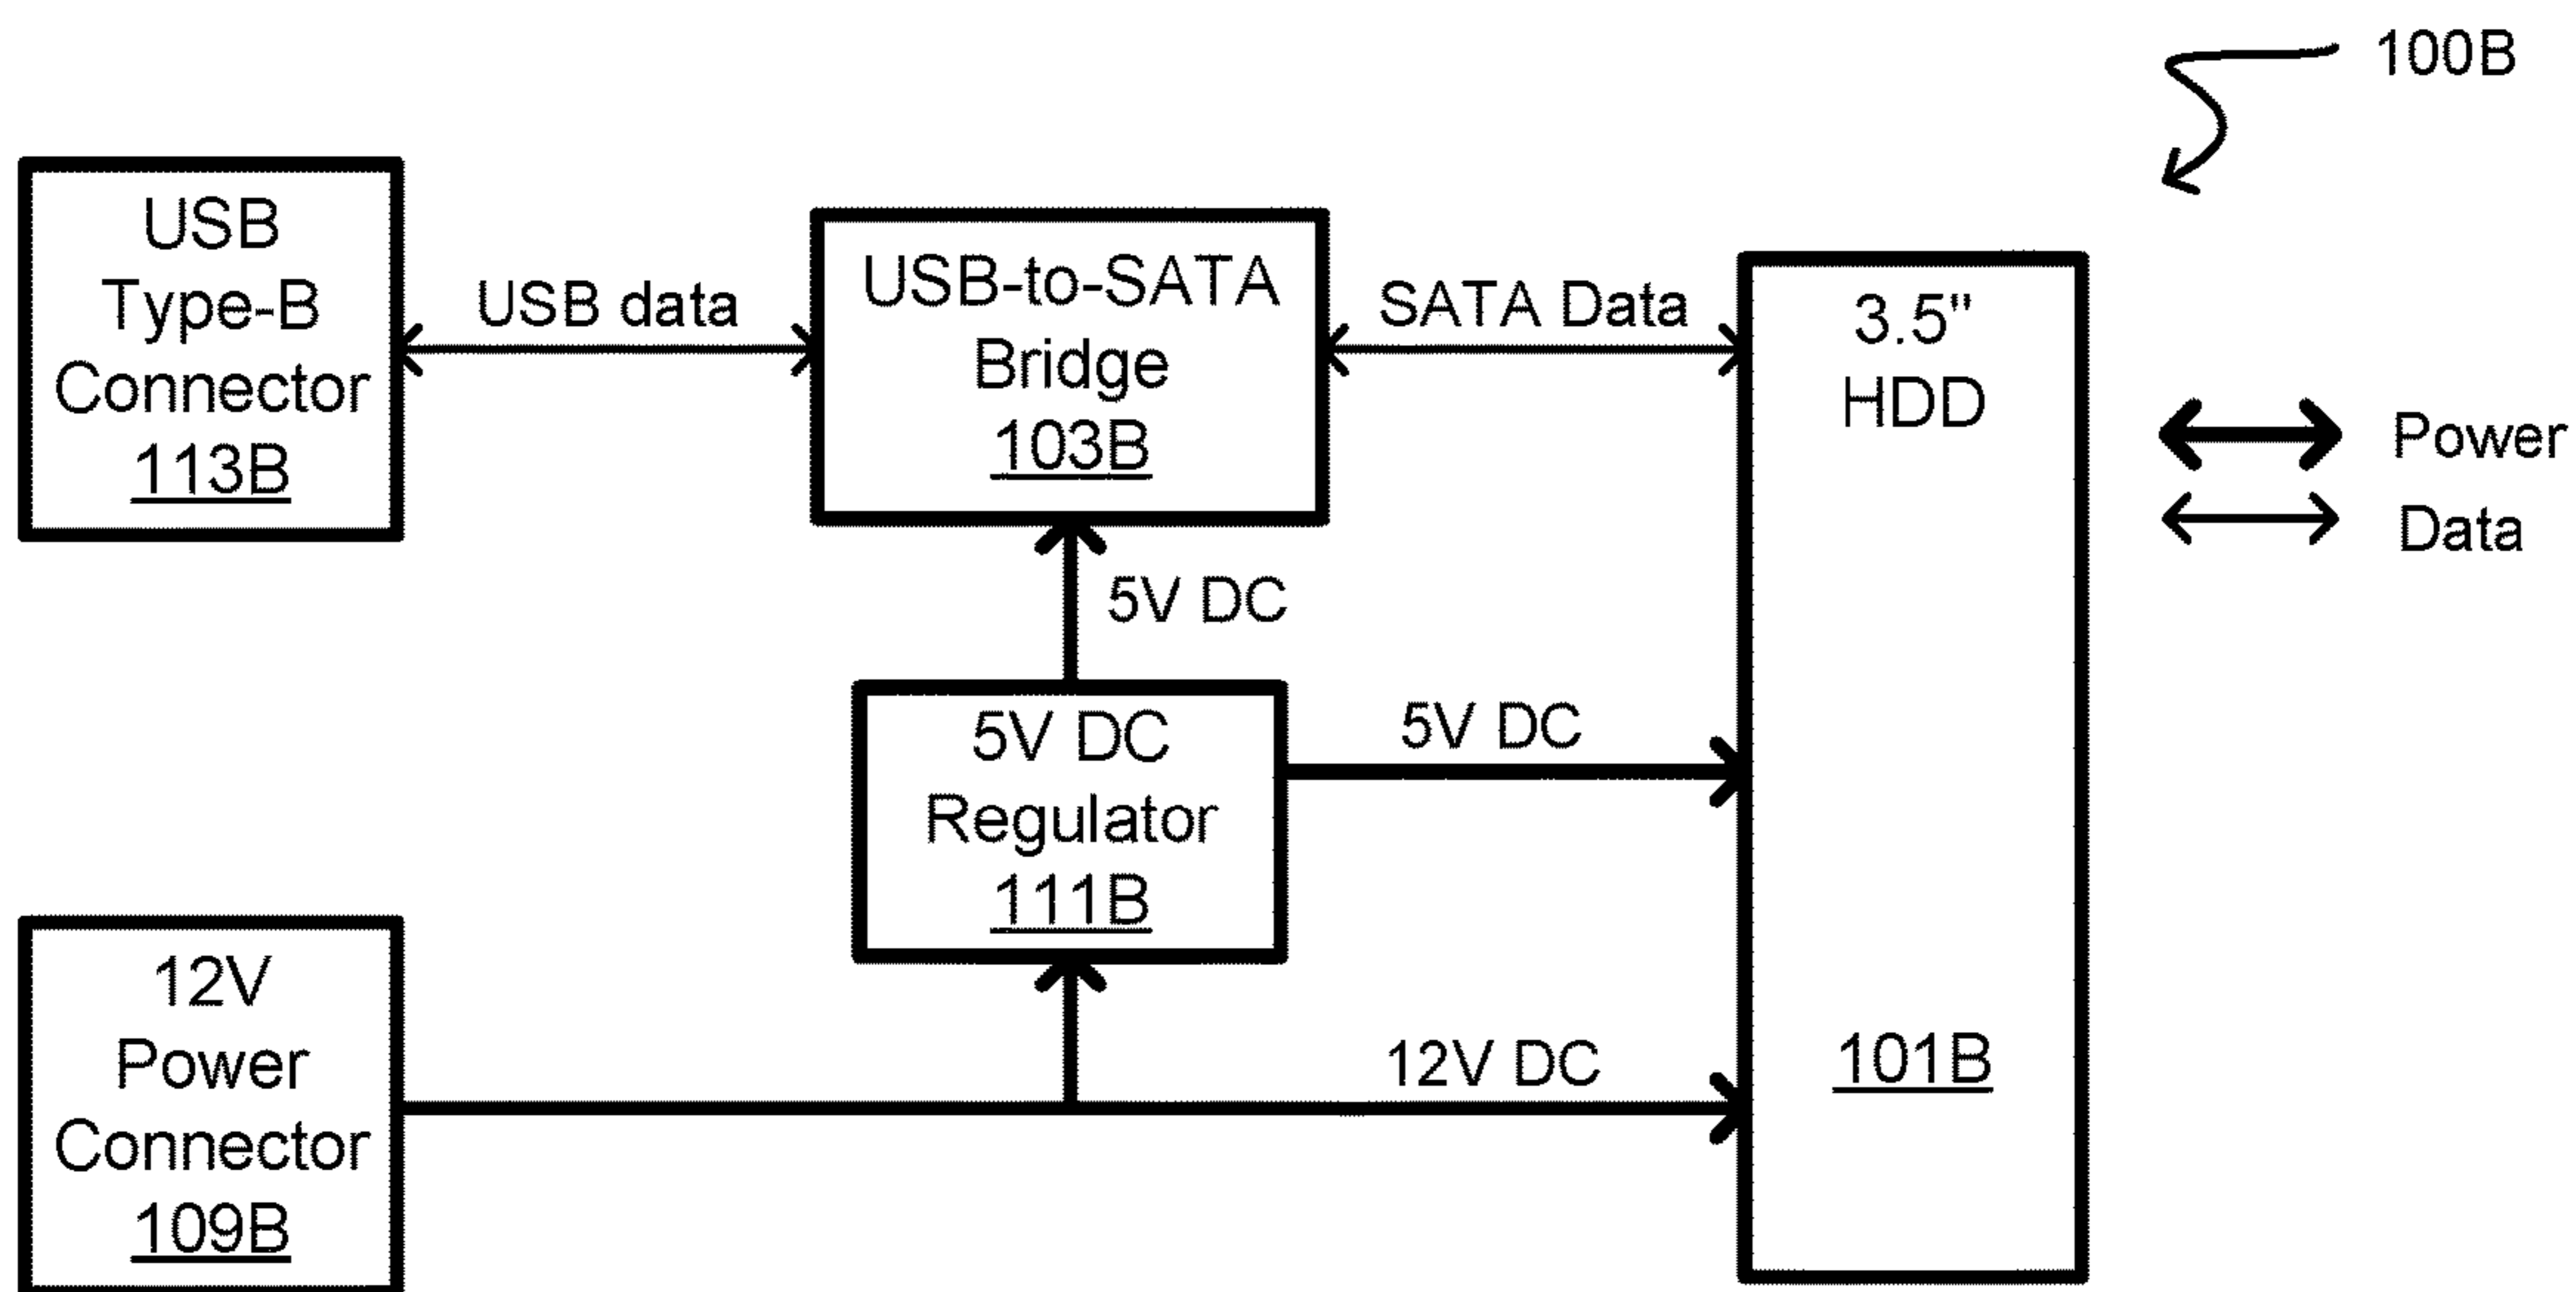 100B
USB
Type-B
Connector
113B
USB data
USB-to-SATA
Bridge
103B
SATA Data
3.5"
HDD
101B
Power
Data
5V DC
5V DC
Regulator
111B
5V DC
12V
Power
Connector
109B
12V DC